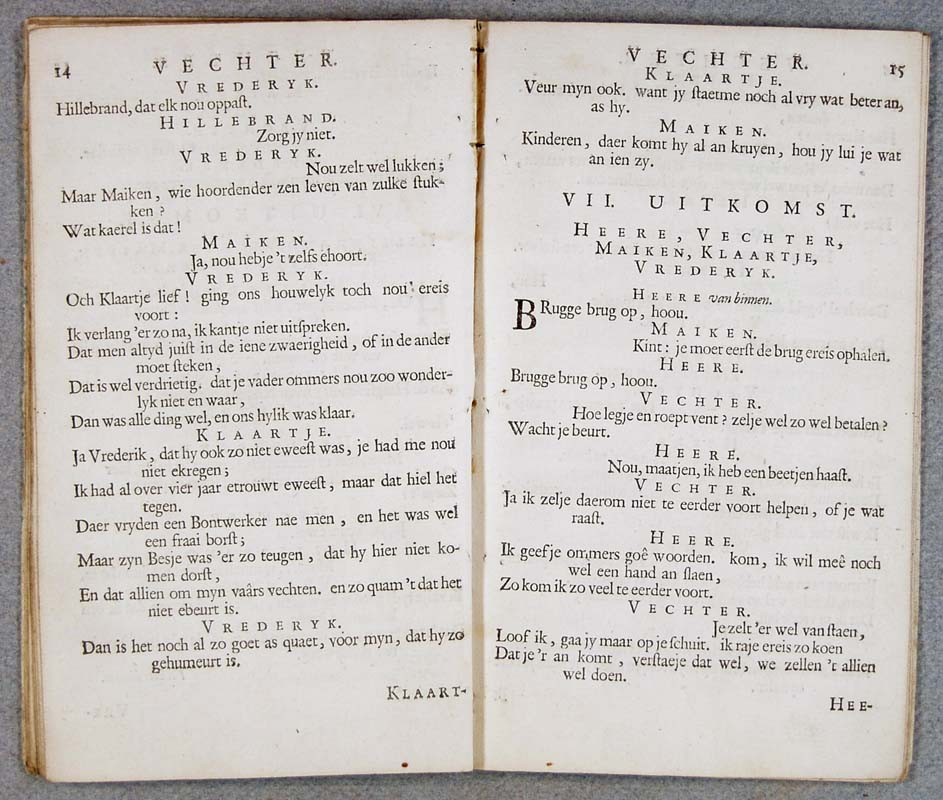 14 VECHTER.
VREDERYK.
Hillebrand, dat elk nou oppast.
HILLEBRAND.
Zorg jy niet.
VREDERYK.
Nou zelt wel lukken;
Maar Maiken, wie hoordender zen leven van zulke stuk-
ken?
Wat kaerel is dat!
MAIKEN.
Ja, nou hebje 't zelfs ehoort.
VREDERYK.
Och Klaartje lief! ging ons houwelyk toch nou ereis
voort:
Ik verlang 'er zo na, ik kantje niet uitspreken.
Dat men altyd juist in de iene zwaerigheid, of in de ander
moet steken,
Dat is wel verdrietig. dat je vader ommers nou zoo wonder-
lyk niet en waar,
Dan was alle ding wel, en ons hylik was klaar.
KLAARTJE.
Ja Vrederik, dat hy ook zo niet eweest was, je had me nou
niet ekregen;
Ik had al over vier jaar etrouwt eweest, maar dat hiel het
tegen.
Daer vryden een Bontwerker nae men, en het was wel
een fraai borst;
Maar zyn Besje was 'er zo teugen, dat hy hier niet ko-
men dorst,
En dat allien om myn vaârs vechten. en zo quam 't dat het
niet ebeurt is.
VREDERYK.
Dan is het noch al zo goet as quaet, voor myn, dat hy zo
gehumeurt is.
KLAART-
VECHTER. 15
KLAARTJE.
Veur myn ook. want jy staetme noch al vry wat beter an,
as hy.
MAIKEN.
Kinderen, daer komt hy al an kruyen, hou jy lui je wat
an ien zy.
VII. UITKOMST.
HEERE, VECHTER,
MAIKEN, KLAARTJE,
VREDERYK.
HEERE van binnen.
BRugge brug op, hoou.
MAIKEN.
Kint: je moet eerst de brug ereis ophalen.
HEERE.
Brugge brug op, hoou.
VECHTER.
Hoe legje en roept vent? zelje wel zo wel betalen?
Wacht je beurt.
HEERE.
Nou, maatjen, ik heb een beetjen haast.
VECHTER.
Ja ik zelje daerom niet te eerder voort helpen, of je wat
raast.
HEERE.
Ik geefje ommers goê woorden. kom, ik wil meê noch
wel een hand an slaen,
Zo kom ik zo veel te eerder voort.
VECHTER.
Je zelt 'er wel van staen,
Loof ik, gaa jy maar op je schuit. ik raje ereis zo koen
Dat je 'r an komt, verstaeje dat wel, we zellen 't allien
wel doen.
HEE-